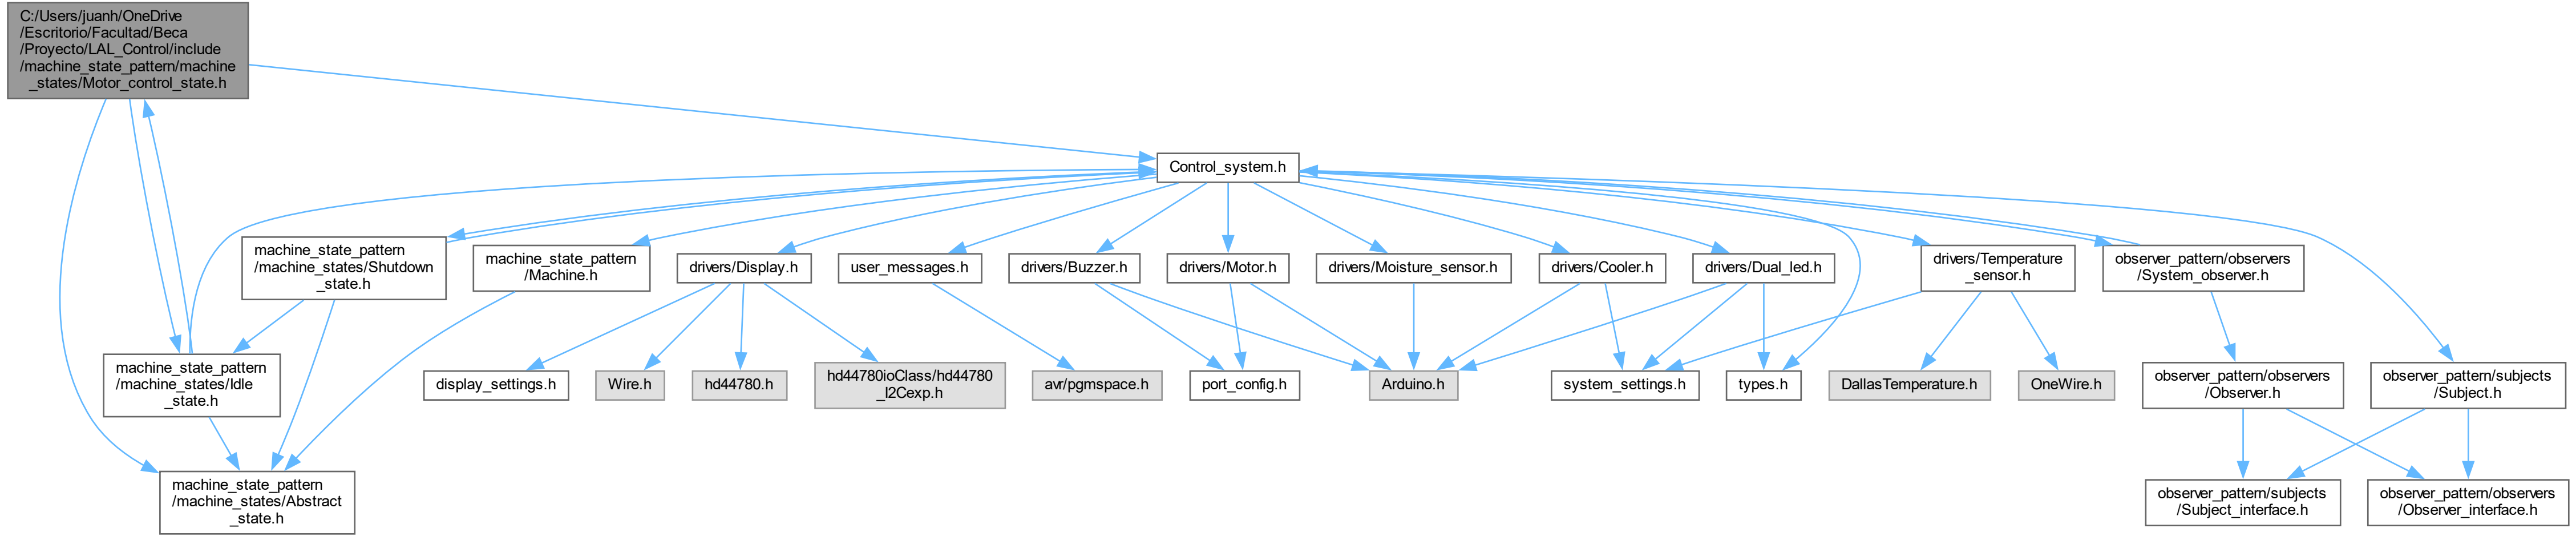 C:/Users/juanh/OneDrive
/Escritorio/Facultad/Beca
/Proyecto/LAL_Control/include
/machine_state_pattern/machine
_states/Motor_control_state.h
Control_system.h
machine_state_pattern
/machine_states/Shutdown
_state.h
machine_state_pattern
/Machine.h
drivers/Display.h
user_messages.h
drivers/Buzzer.h
drivers/Motor.h
drivers/Moisture_sensor.h
drivers/Cooler.h
drivers/Dual_led.h
drivers/Temperature
_sensor.h
observer_pattern/observers
/System_observer.h
machine_state_pattern
/machine_states/Idle
_state.h
display_settings.h
Wire.h
hd44780.h
hd44780ioClass/hd44780
_I2Cexp.h
avr/pgmspace.h
port_config.h
Arduino.h
system_settings.h
types.h
DallasTemperature.h
OneWire.h
observer_pattern/observers
/Observer.h
observer_pattern/subjects
/Subject.h
machine_state_pattern
/machine_states/Abstract
_state.h
observer_pattern/subjects
/Subject_interface.h
observer_pattern/observers
/Observer_interface.h